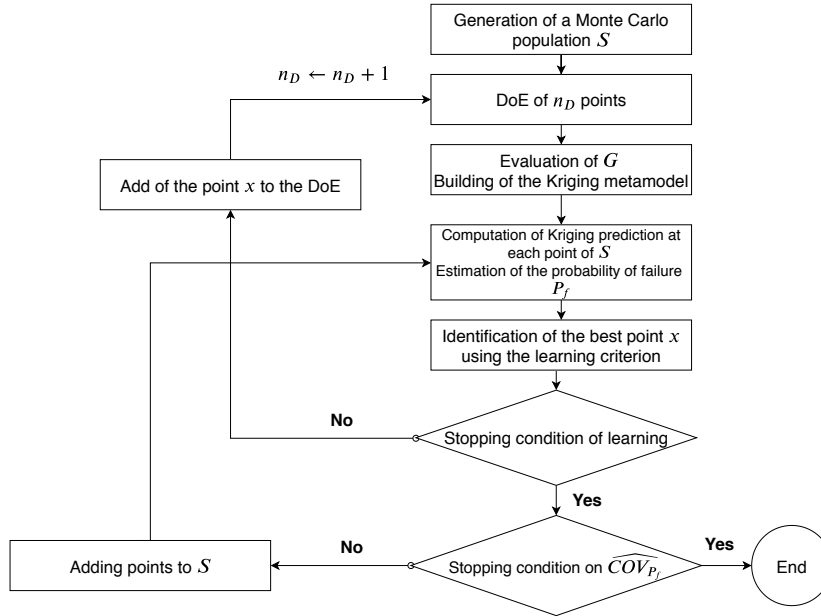 Generation of a Monte Carlo
population S
n_D ← n_D + 1
DoE of n_D points
Evaluation of G
Building of the Kriging metamodel
Add of the point x to the DoE
Computation of Kriging prediction at
each point of S
Estimation of the probability of failure
P_f
Identification of the best point x
using the learning criterion
No
Stopping condition of learning
Yes
Adding points to S
No
Stopping condition on \widehat{COV_{P_f}}
Yes
End